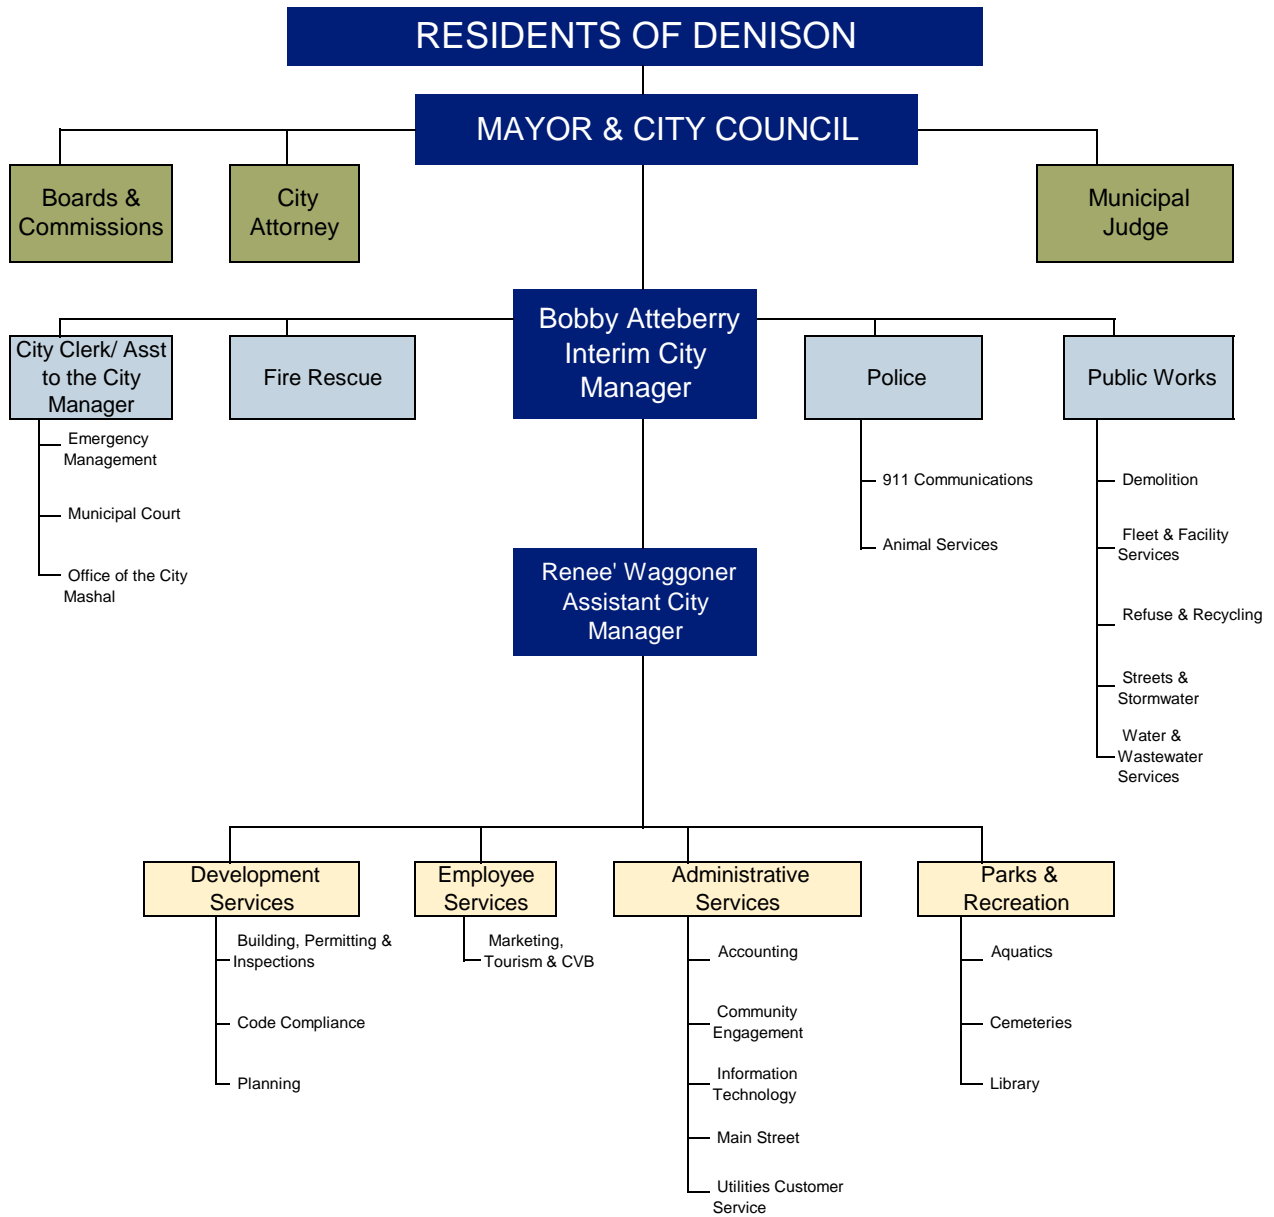 RESIDENTS OF DENISON
MAYOR & CITY COUNCIL
Boards &
Commissions
City
Attorney
Municipal
Judge
Bobby Atteberry
Interim City
Manager
City Clerk/ Asst
to the City
Manager
Fire Rescue
Police
Public Works
Emergency
Management
Municipal Court
Office of the City
Mashal
911 Communications
Animal Services
Demolition
Fleet & Facility
Services
Refuse & Recycling
Streets &
Stormwater
Water &
Wastewater
Services
Renee' Waggoner
Assistant City
Manager
Development
Services
Employee
Services
Administrative
Services
Parks &
Recreation
Building, Permitting &
Inspections
Code Compliance
Planning
Marketing,
Tourism & CVB
Accounting
Community
Engagement
Information
Technology
Main Street
Utilities Customer
Service
Aquatics
Cemeteries
Library